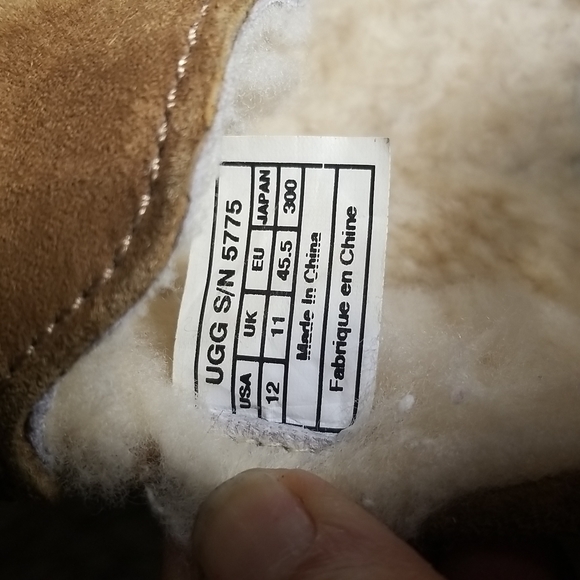 UGG S/N 5775
USA UK EU JAPAN
12 11 45.5 300
Made In China
Fabrique en Chine